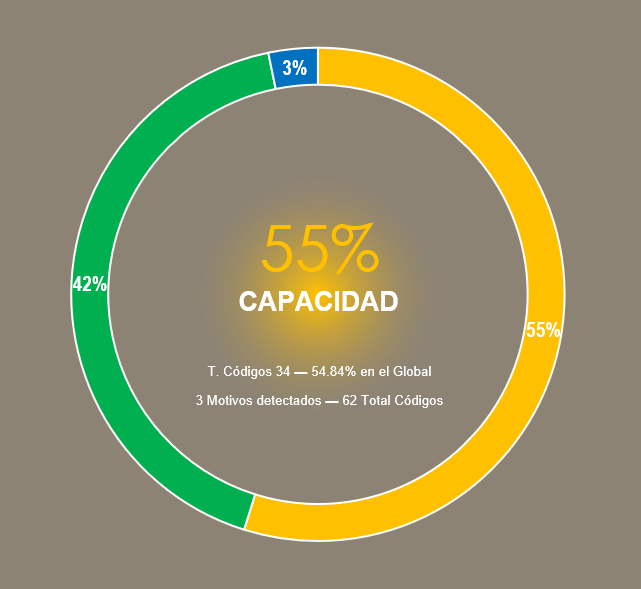 3%
55%
CAPACIDAD
42%
55%
T. Códigos 34 — 54.84% en el Global
3 Motivos detectados — 62 Total Códigos